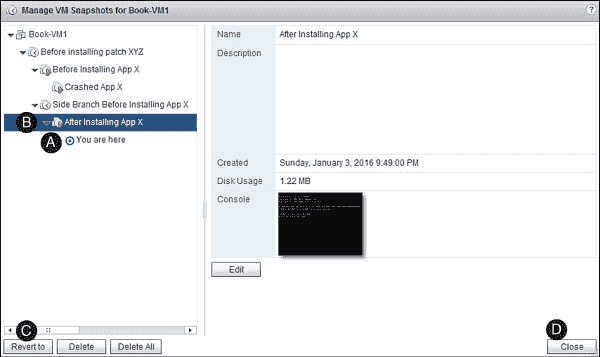 Manage VM Snapshots for Book-VM1
?
Book-VM1
Before installing patch XYZ
Before Installing App X
Crashed App X
Side Branch Before Installing App X
B After Installing App X
A You are here
Name After Installing App X
Description
Created Sunday, January 3, 2016 9:49:00 PM
Disk Usage 1.22 MB
Console
Edit
C
D
Revert to Delete Delete All Close